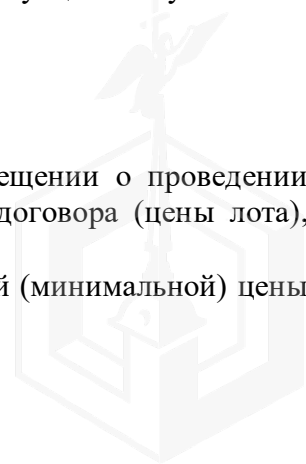 ещении о проведении
договора (цены лота),
й (минимальной) цены